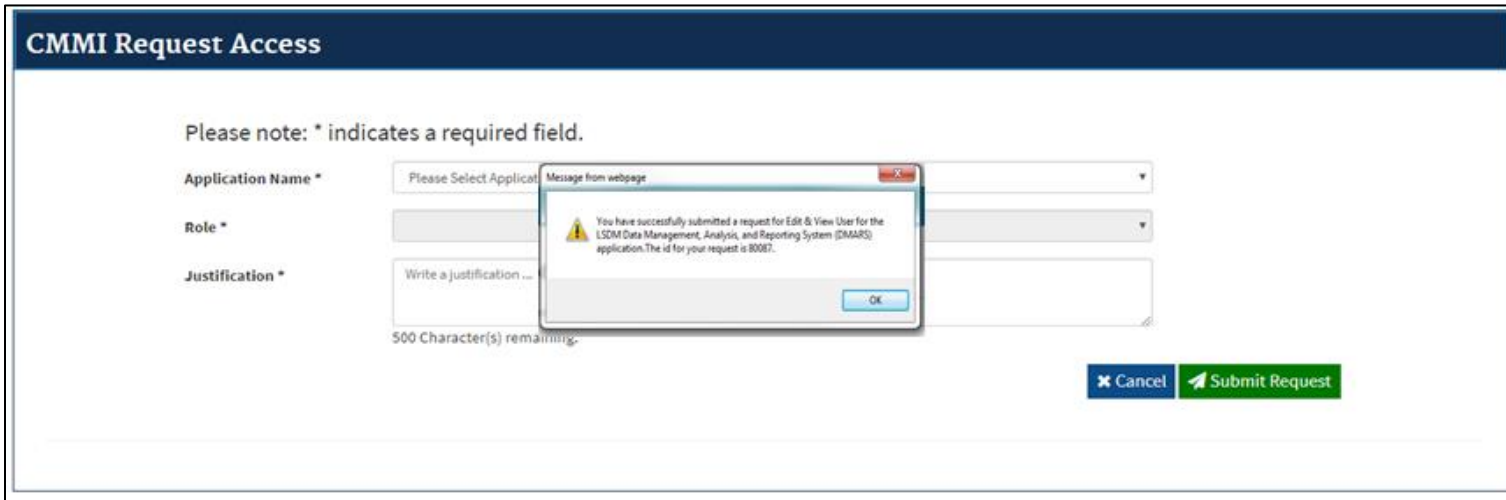 CMMI Request Access
Please note: * indicates a required field.
Application Name *
Please Select Applicat
Message from webpage
You have successfully submitted a request for Edit & View User for the
LSDM Data Management, Analysis, and Reporting System (DMARS)
application.The id for your request is 80087.
OK
Role *
Justification *
Write a justification ...
500 Character(s) remaining.
Cancel
Submit Request